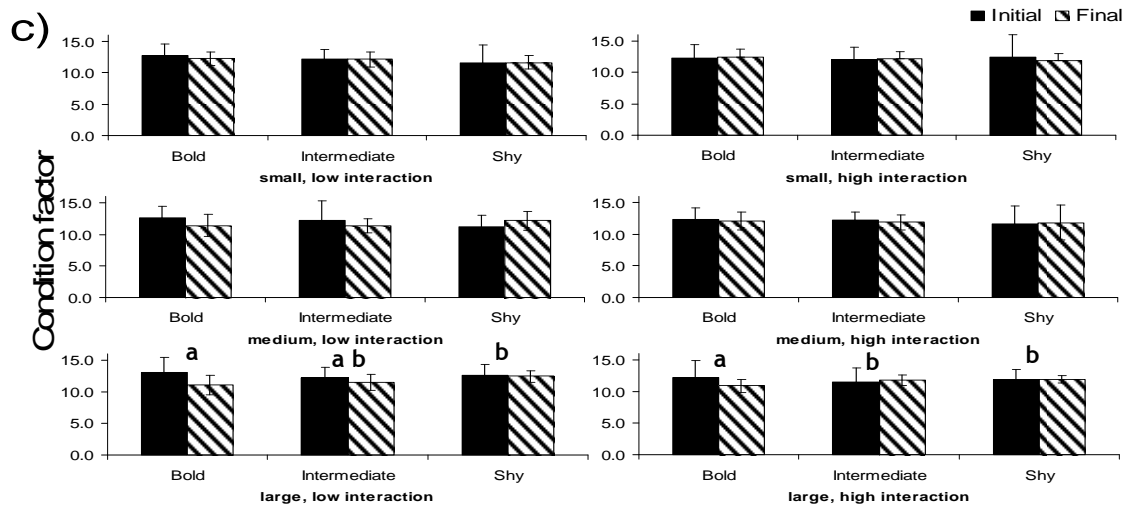 c)
Initial Final
Condition factor
15.0
10.0
5.0
0.0
Bold Intermediate Shy
small, low interaction
15.0
10.0
5.0
0.0
Bold Intermediate Shy
small, high interaction
15.0
10.0
5.0
0.0
Bold Intermediate Shy
medium, low interaction
15.0
10.0
5.0
0.0
Bold Intermediate Shy
medium, high interaction
15.0
10.0
5.0
0.0
a a b b
Bold Intermediate Shy
large, low interaction
15.0
10.0
5.0
0.0
a b b
Bold Intermediate Shy
large, high interaction